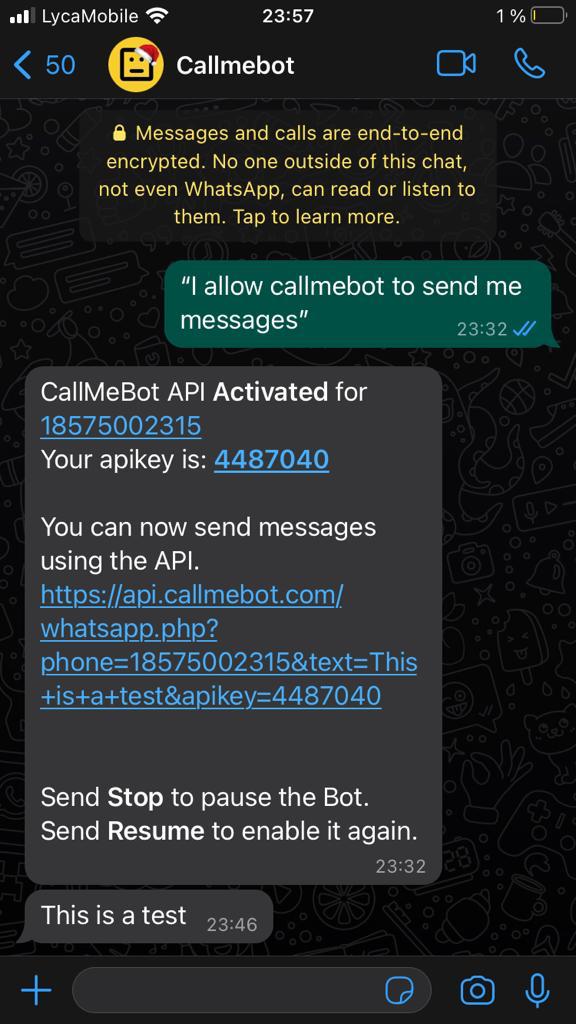 LycaMobile
23:57
1 %
50
Callmebot
Messages and calls are end-to-end
encrypted. No one outside of this chat,
not even WhatsApp, can read or listen to
them. Tap to learn more.
“I allow callmebot to send me
messages”
23:32
CallMeBot API Activated for
18575002315
Your apikey is: 4487040
You can now send messages
using the API.
https://api.callmebot.com/
whatsapp.php?
phone=18575002315&text=This
+is+a+test&apikey=4487040
Send Stop to pause the Bot.
Send Resume to enable it again.
23:32
This is a test
23:46